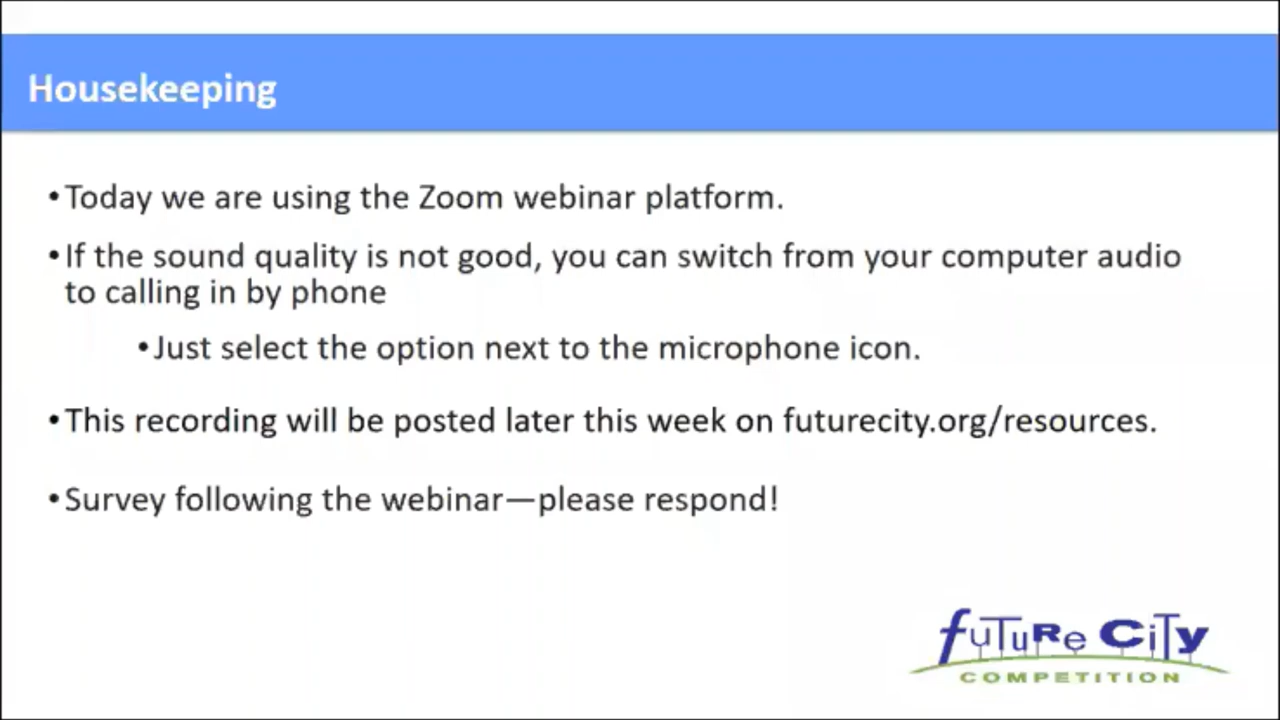 Housekeeping
•Today we are using the Zoom webinar platform.
•If the sound quality is not good, you can switch from your computer audio
to calling in by phone
•Just select the option next to the microphone icon.
•This recording will be posted later this week on futurecity.org/resources.
•Survey following the webinar—please respond!
FuTuRe CiTy
COMPETITION